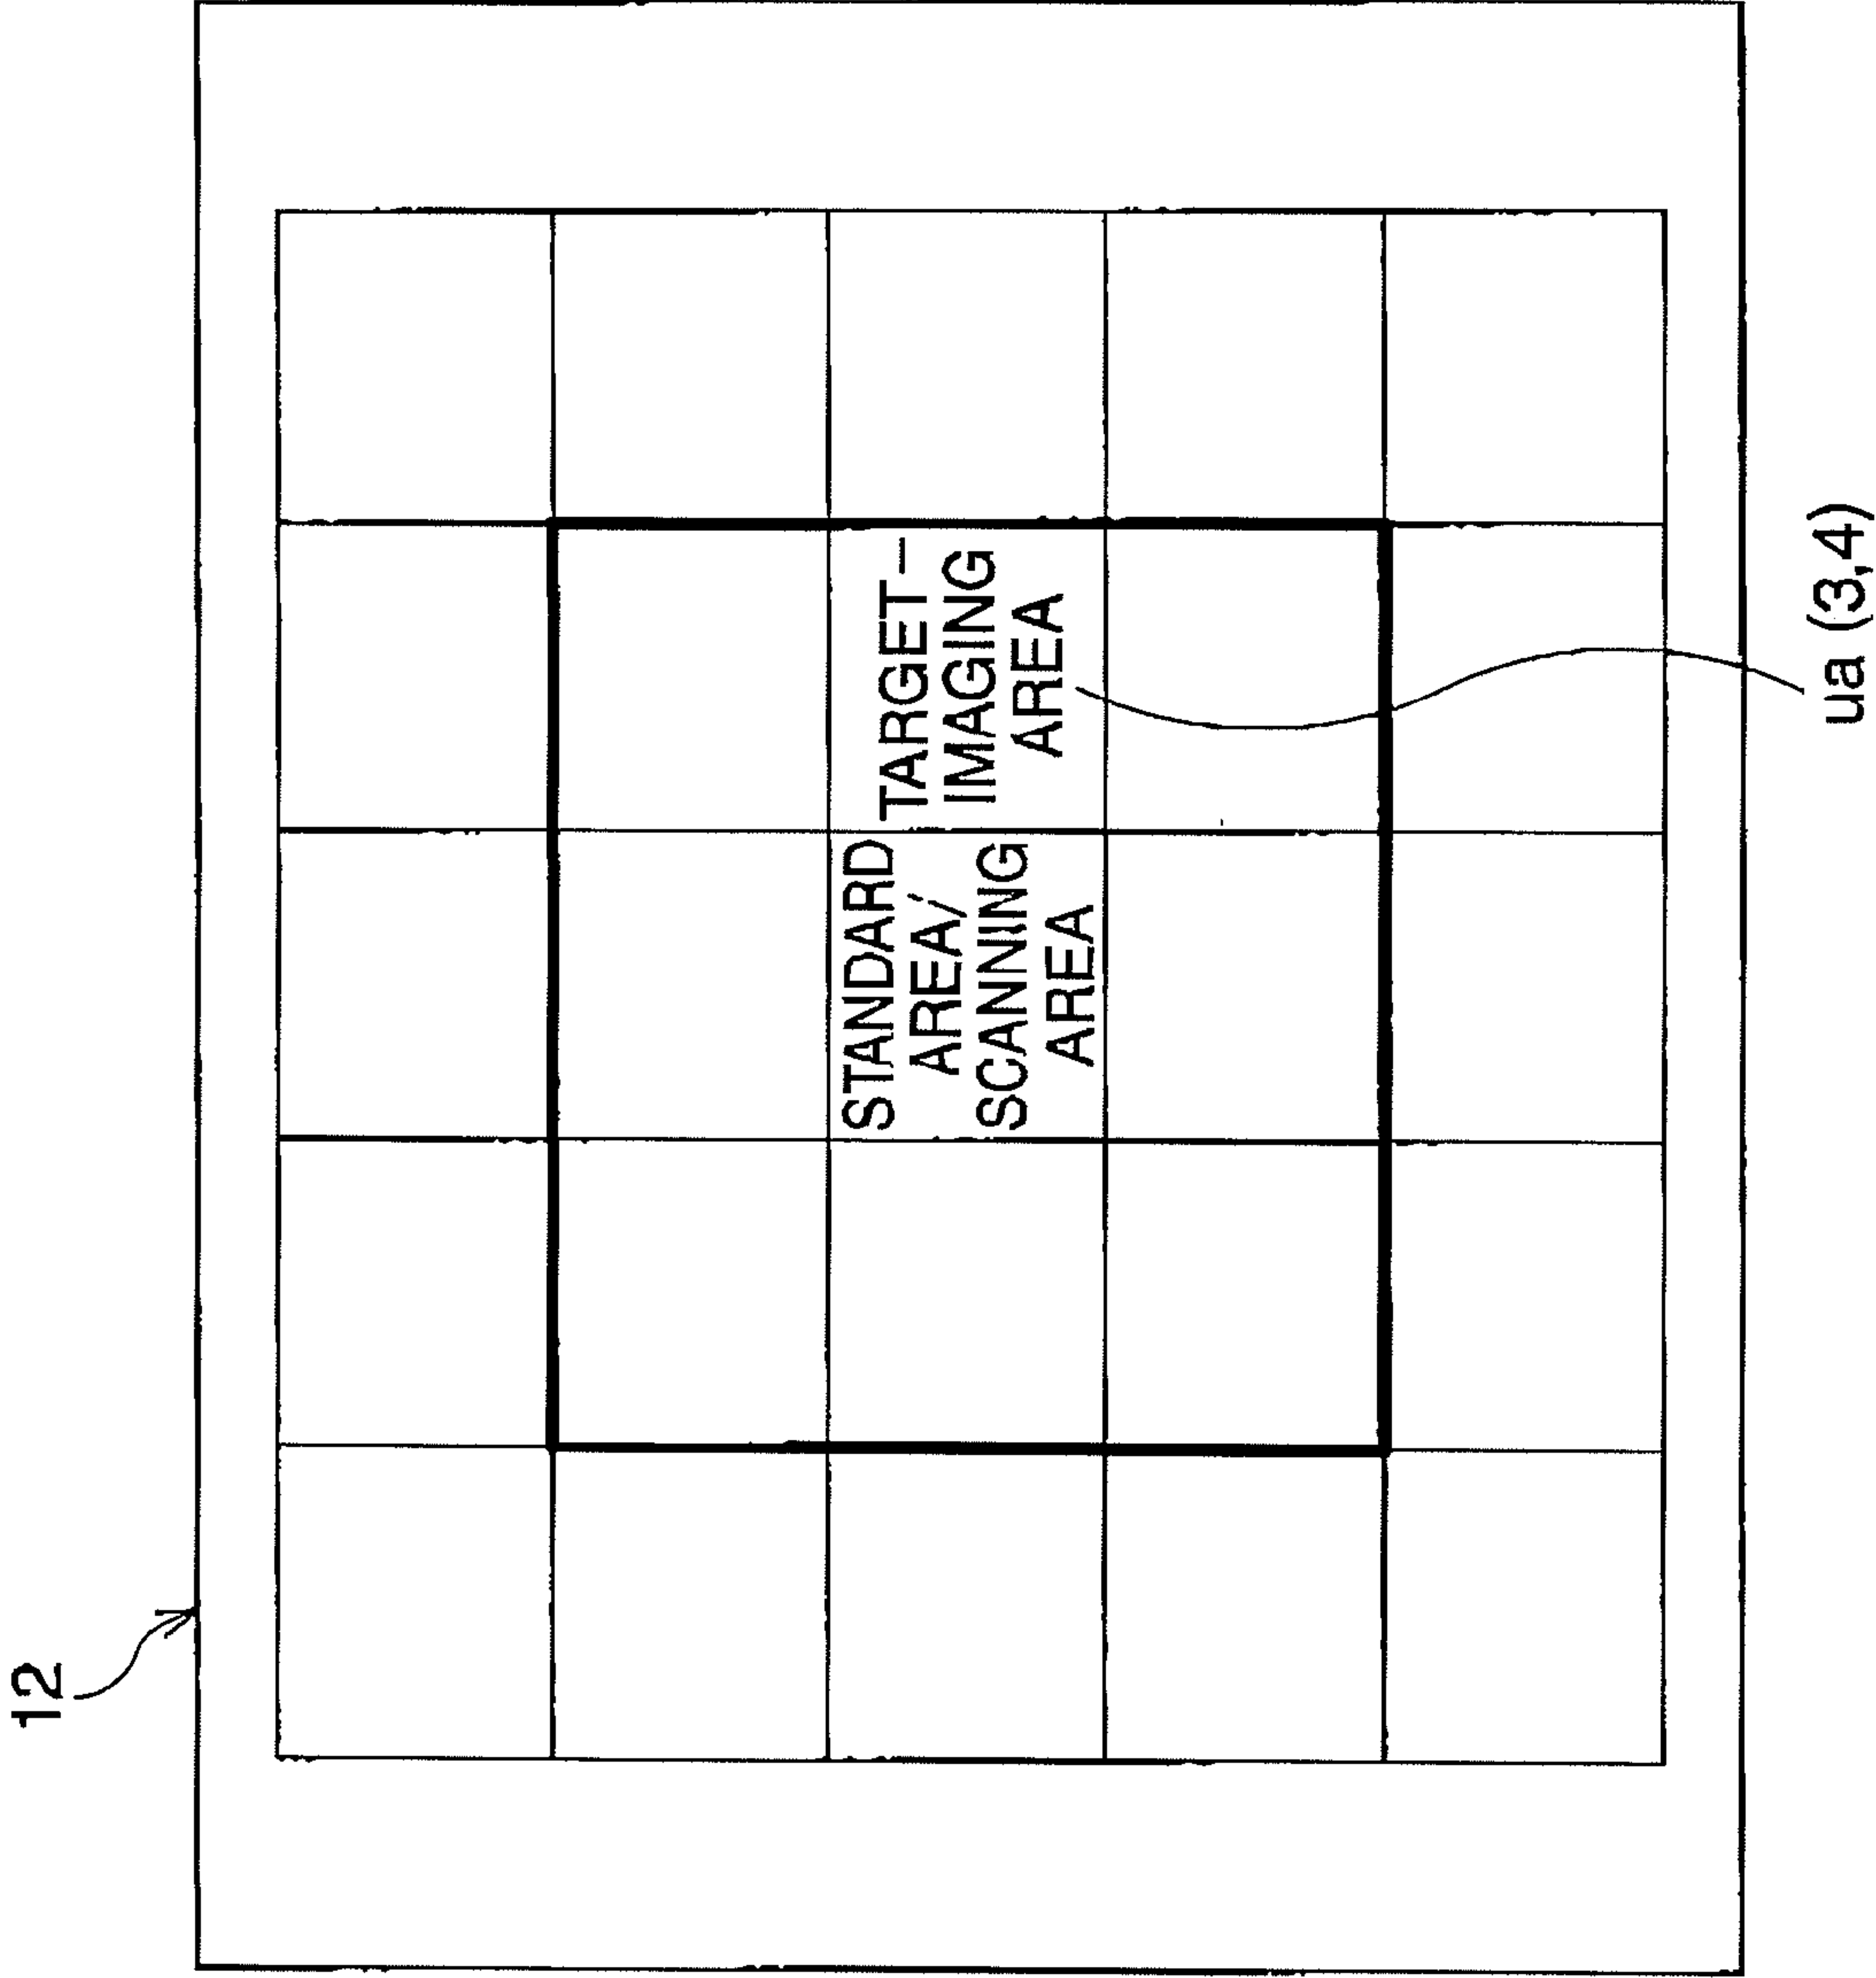 12
STANDARD
AREA/
SCANNING
AREA
TARGET-
IMAGING
AREA
ua (3,4)